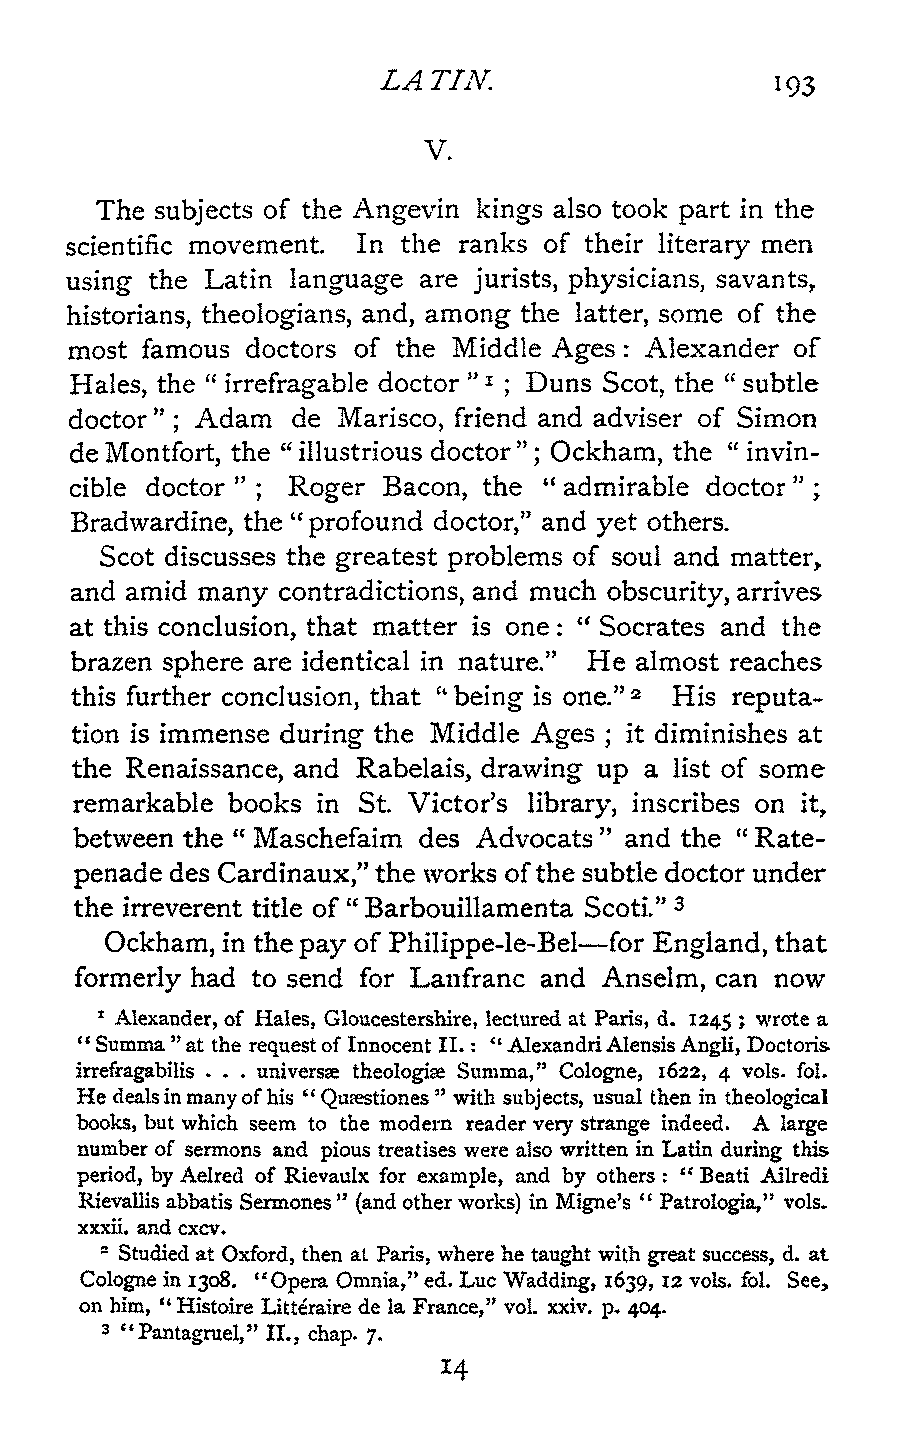 LATIN. 193
V.
The subjects of the Angevin kings also took part in the
scientific movement. In the ranks of their literary men
using the Latin language are jurists, physicians, savants,
historians, theologians, and, among the latter, some of the
most famous doctors of the Middle Ages : Alexander of
Hales, the “ irrefragable doctor ” ¹ ; Duns Scot, the “ subtle
doctor ” ; Adam de Marisco, friend and adviser of Simon
de Montfort, the “ illustrious doctor ” ; Ockham, the “ invin-
cible doctor ” ; Roger Bacon, the “ admirable doctor ” ;
Bradwardine, the “ profound doctor,” and yet others.
Scot discusses the greatest problems of soul and matter,
and amid many contradictions, and much obscurity, arrives
at this conclusion, that matter is one : “ Socrates and the
brazen sphere are identical in nature.” He almost reaches
this further conclusion, that “ being is one.” ² His reputa-
tion is immense during the Middle Ages ; it diminishes at
the Renaissance, and Rabelais, drawing up a list of some
remarkable books in St. Victor’s library, inscribes on it,
between the “ Maschefaim des Advocats ” and the “ Rate-
penade des Cardinaux,” the works of the subtle doctor under
the irreverent title of “ Barbouillamenta Scoti.” ³
Ockham, in the pay of Philippe-le-Bel—for England, that
formerly had to send for Lanfranc and Anselm, can now
¹ Alexander, of Hales, Gloucestershire, lectured at Paris, d. 1245 ; wrote a
“ Summa ” at the request of Innocent II. : “ Alexandri Alensis Angli, Doctoris
irrefragabilis . . . universæ theologiæ Summa,” Cologne, 1622, 4 vols. fol.
He deals in many of his “ Quæstiones ” with subjects, usual then in theological
books, but which seem to the modern reader very strange indeed. A large
number of sermons and pious treatises were also written in Latin during this
period, by Aelred of Rievaulx for example, and by others : “ Beati Ailredi
Rievallis abbatis Sermones ” (and other works) in Migne’s “ Patrologia,” vols.
xxxii. and cxcv.
² Studied at Oxford, then at Paris, where he taught with great success, d. at
Cologne in 1308. “Opera Omnia,” ed. Luc Wadding, 1639, 12 vols. fol. See,
on him, “ Histoire Littéraire de la France,” vol. xxiv. p. 404.
³ “Pantagruel,” II., chap. 7.
14